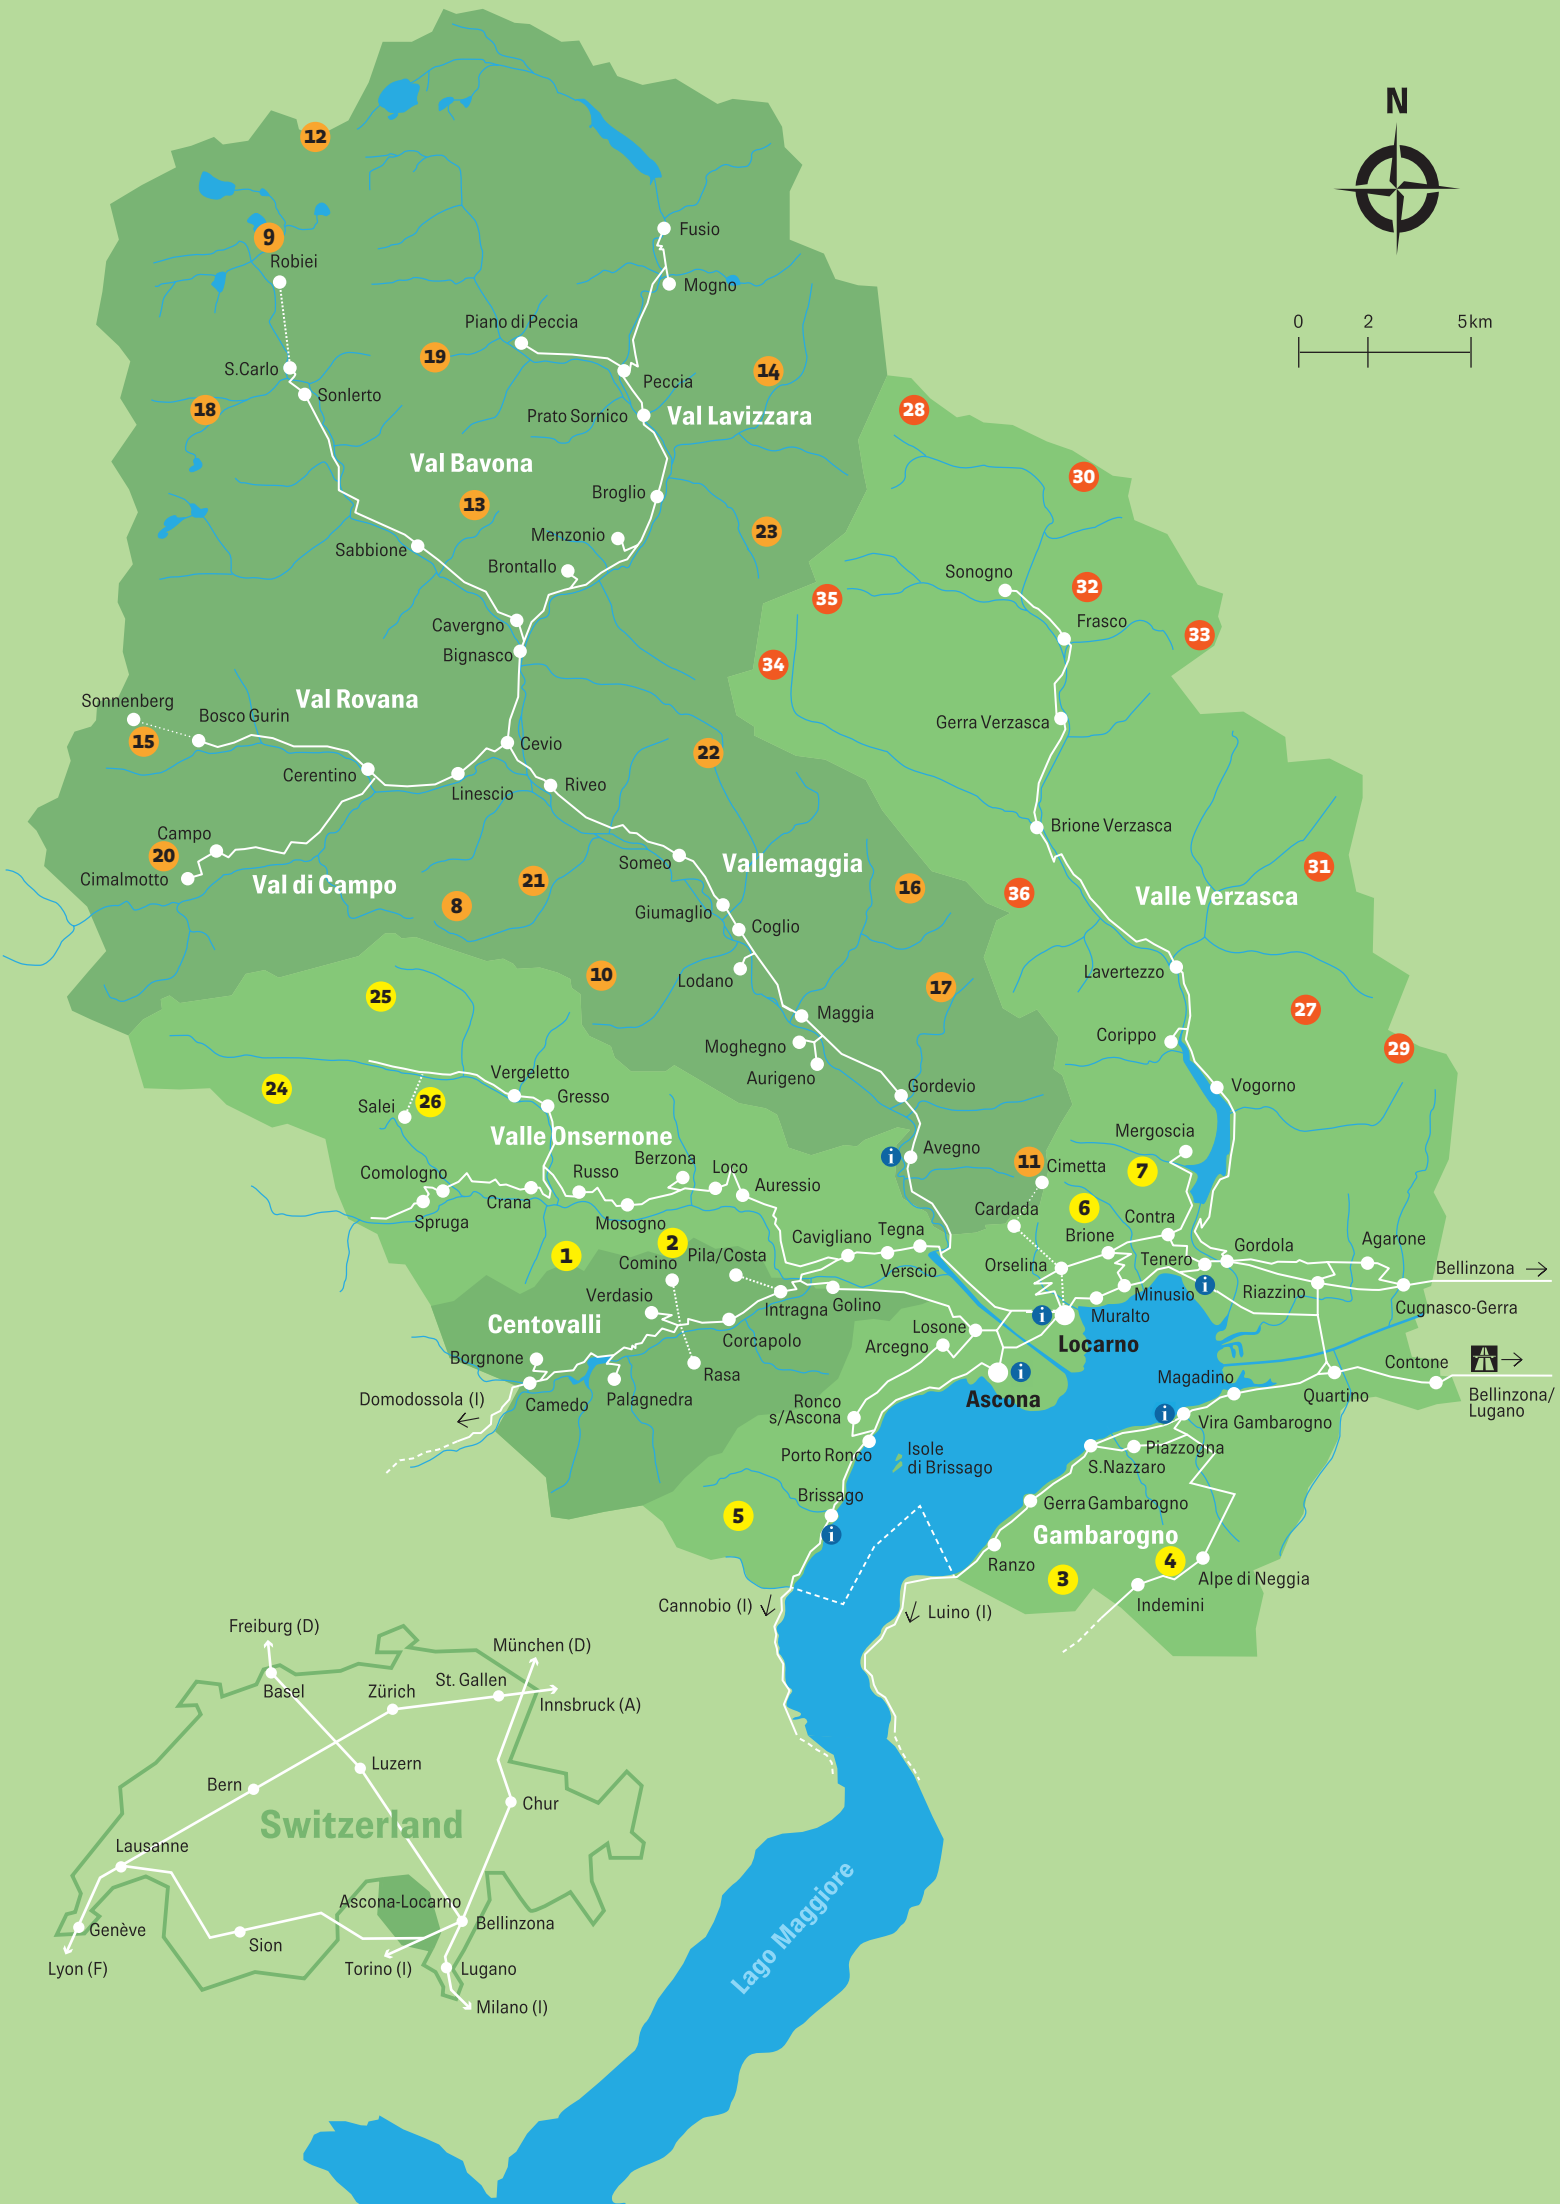 N
0 2 5km
12
9
Robiei
Fusio
Mogno
Piano di Peccia
19
14
S.Carlo
Peccia
Sonlerto
18
Prato Sornico
Val Lavizzara
28
Val Bavona
30
13
Broglio
23
Menzonio
Sabbione
Brontallo
Sonogno
32
35
Cavergno
Frasco
33
Bignasco
34
Val Rovana
Sonnenberg
Bosco Gurin
Gerra Verzasca
15
Cevio
22
Cerentino
Linescio
Riveo
Campo
Brione Verzasca
20
Someo
Vallemaggia
31
Cimalmotto
Val di Campo
21
16
36
Valle Verzasca
8
Giumaglio
Coglio
10
Lodano
Lavertezzo
25
17
27
Maggia
Moghegno
Corippo
29
Aurigeno
Vergeletto
24
26
Gresso
Gordevio
Vogorno
Salei
Valle Onsernone
Mergoscia
Berzona
i
Avegno
11
Cimetta
7
Comologno
Russo
Loco
Auressio
Crana
Cardada
6
Spruga
Mosogno
Contra
1
2
Cavigliano
Tegna
Brione
Comino
Pila/Costa
Verscio
Orselina
Tenero
Gordola
Agarone
Bellinzona
Verdasio
Intragna
Golino
i
Minusio
i
Riazzino
Cugnasco-Gerra
Centovalli
Corcapolo
Losone
Muralto
Arcegno
Locarno
Borgnone
Rasa
i
Magadino
Contone
Domodossola (I)
Camedo
Palagnedra
Ascona
Quartino
Bellinzona/
Lugano
Ronco
s/Ascona
i
Vira Gambarogno
Porto Ronco
Isole
di Brissago
Piazzogna
S.Nazzaro
Brissago
Gerra Gambarogno
5
i
Gambarogno
Ranzo
3
4
Alpe di Neggia
Indemini
Cannobio (I)
Luino (I)
Freiburg (D)
München (D)
Basel
Zürich
St. Gallen
Innsbruck (A)
Luzern
Bern
Chur
Switzerland
Lausanne
Ascona-Locarno
Bellinzona
Genève
Sion
Lyon (F)
Torino (I)
Lugano
Milano (I)
Lago Maggiore